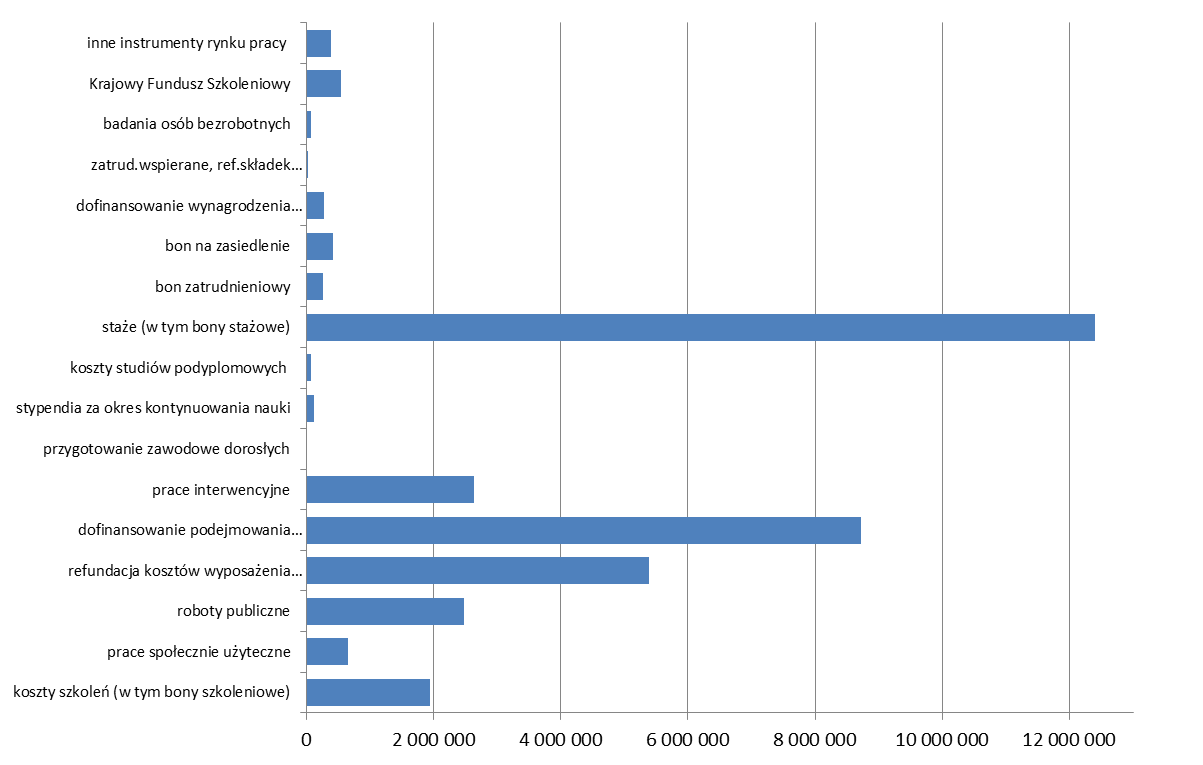 inne instrumenty rynku pracy
Krajowy Fundusz Szkoleniowy
badania osób bezrobotnych
zatrud.wspierane, ref.składek...
dofinansowanie wynagrodzenia...
bon na zasiedlenie
bon zatrudnieniowy
staże (w tym bony stażowe)
koszty studiów podyplomowych
stypendia za okres kontynuowania nauki
przygotowanie zawodowe dorosłych
prace interwencyjne
dofinansowanie podejmowania...
refundacja kosztów wyposażenia...
roboty publiczne
prace społecznie użyteczne
koszty szkoleń (w tym bony szkoleniowe)
0 2 000 000 4 000 000 6 000 000 8 000 000 10 000 000 12 000 000